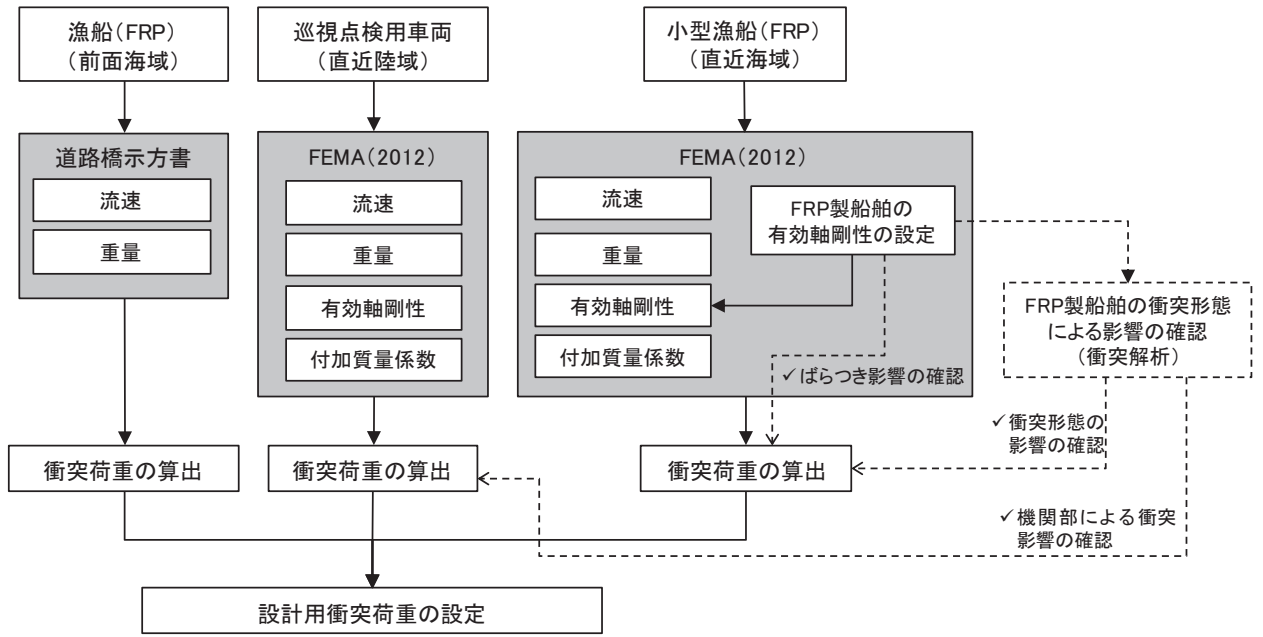 漁船(FRP)
(前面海域)
巡視点検用車両
(直近陸域)
小型漁船(FRP)
(直近海域)
道路橋示方書
流速
重量
FEMA(2012)
流速
重量
有効軸剛性
付加質量係数
FEMA(2012)
流速
重量
有効軸剛性
付加質量係数
FRP製船舶の
有効軸剛性の設定
✓ばらつき影響の確認
FRP製船舶の衝突形態
による影響の確認
(衝突解析)
✓衝突形態の
影響の確認
✓機関部による衝突
影響の確認
衝突荷重の算出
衝突荷重の算出
衝突荷重の算出
設計用衝突荷重の設定